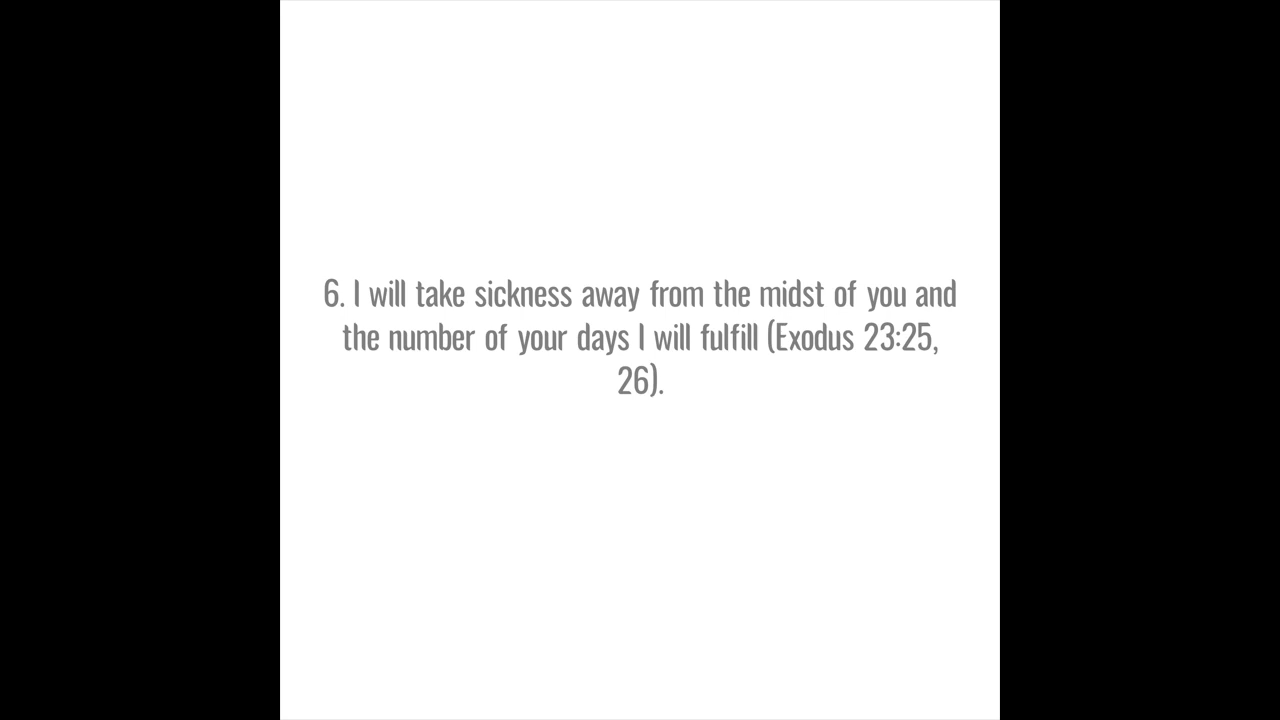 6. I will take sickness away from the midst of you and
the number of your days I will fulfill (Exodus 23:25,
26).